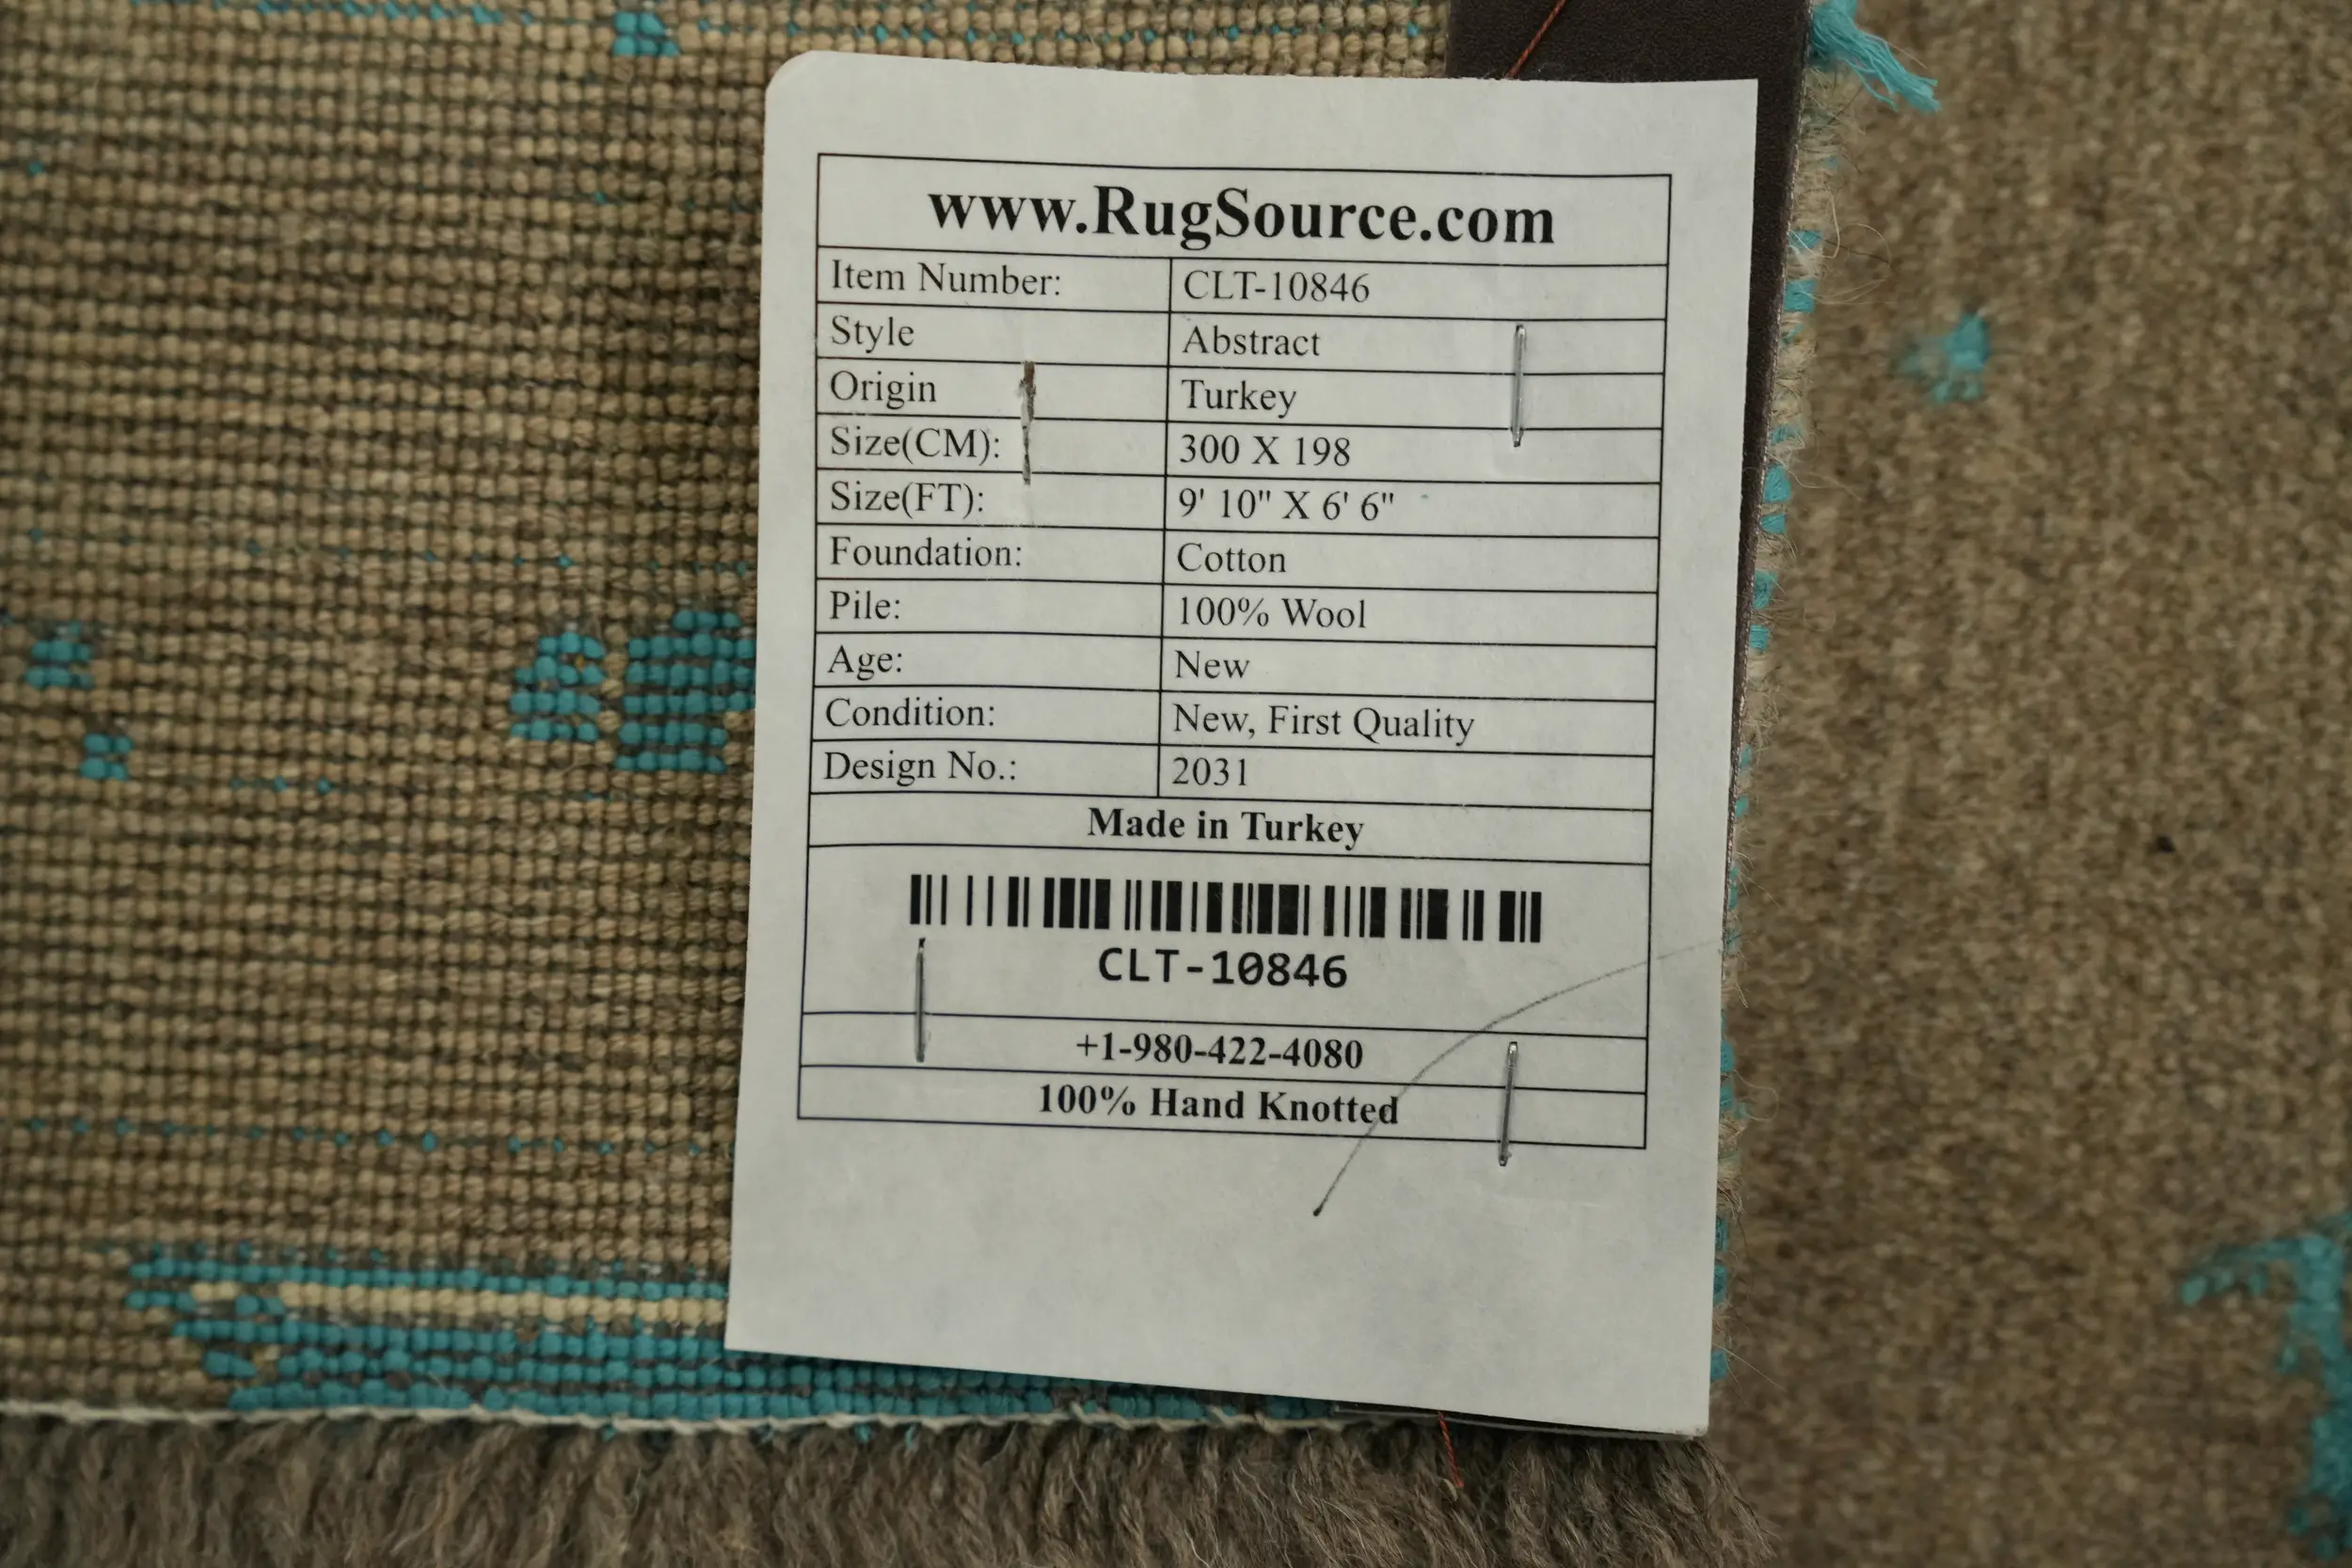 www.RugSource.com
Item Number: CLT-10846
Style Abstract
Origin Turkey
Size(CM): 300 X 198
Size(FT): 9' 10" X 6' 6"
Foundation: Cotton
Pile: 100% Wool
Age: New
Condition: New, First Quality
Design No.: 2031
Made in Turkey
CLT-10846
+1-980-422-4080
100% Hand Knotted